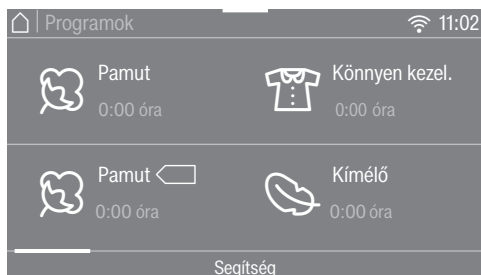 Programok 11:02
Pamut
0:00 óra
Könnyen kezel.
0:00 óra
Pamut
0:00 óra
Kímélő
0:00 óra
Segítség